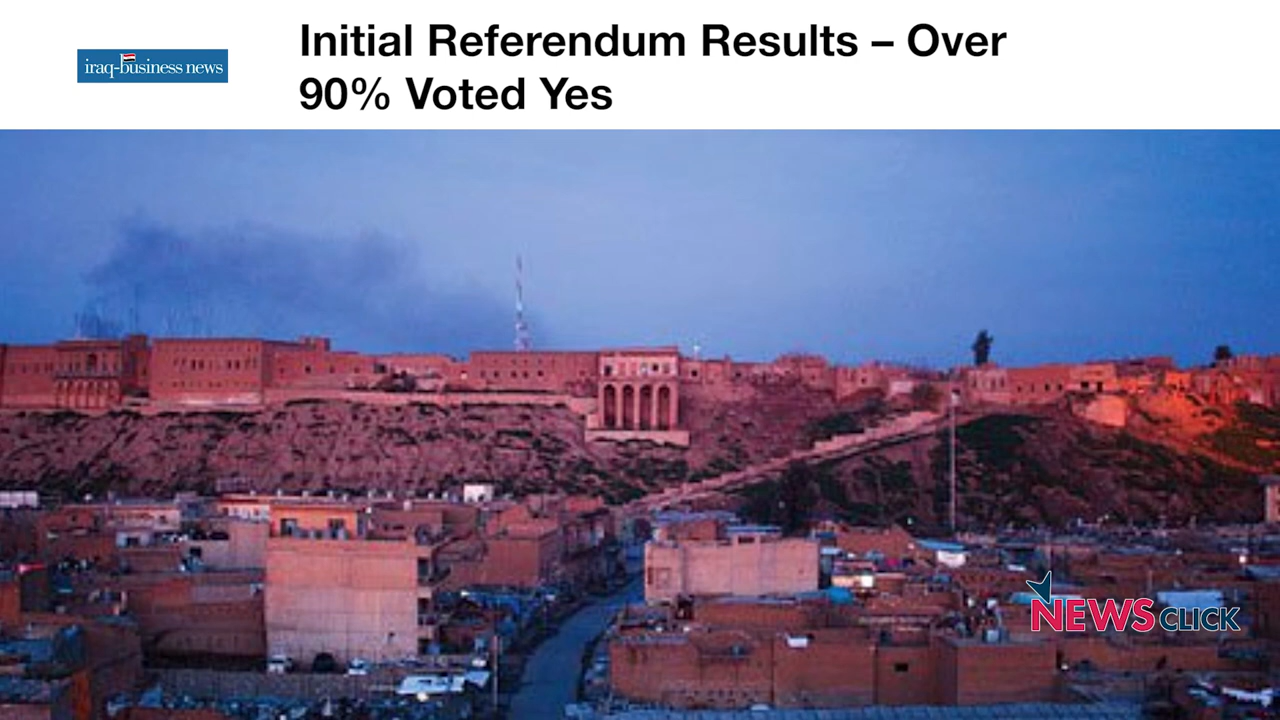 Initial Referendum Results – Over
90% Voted Yes
iraq-business news
NEWSCLICK